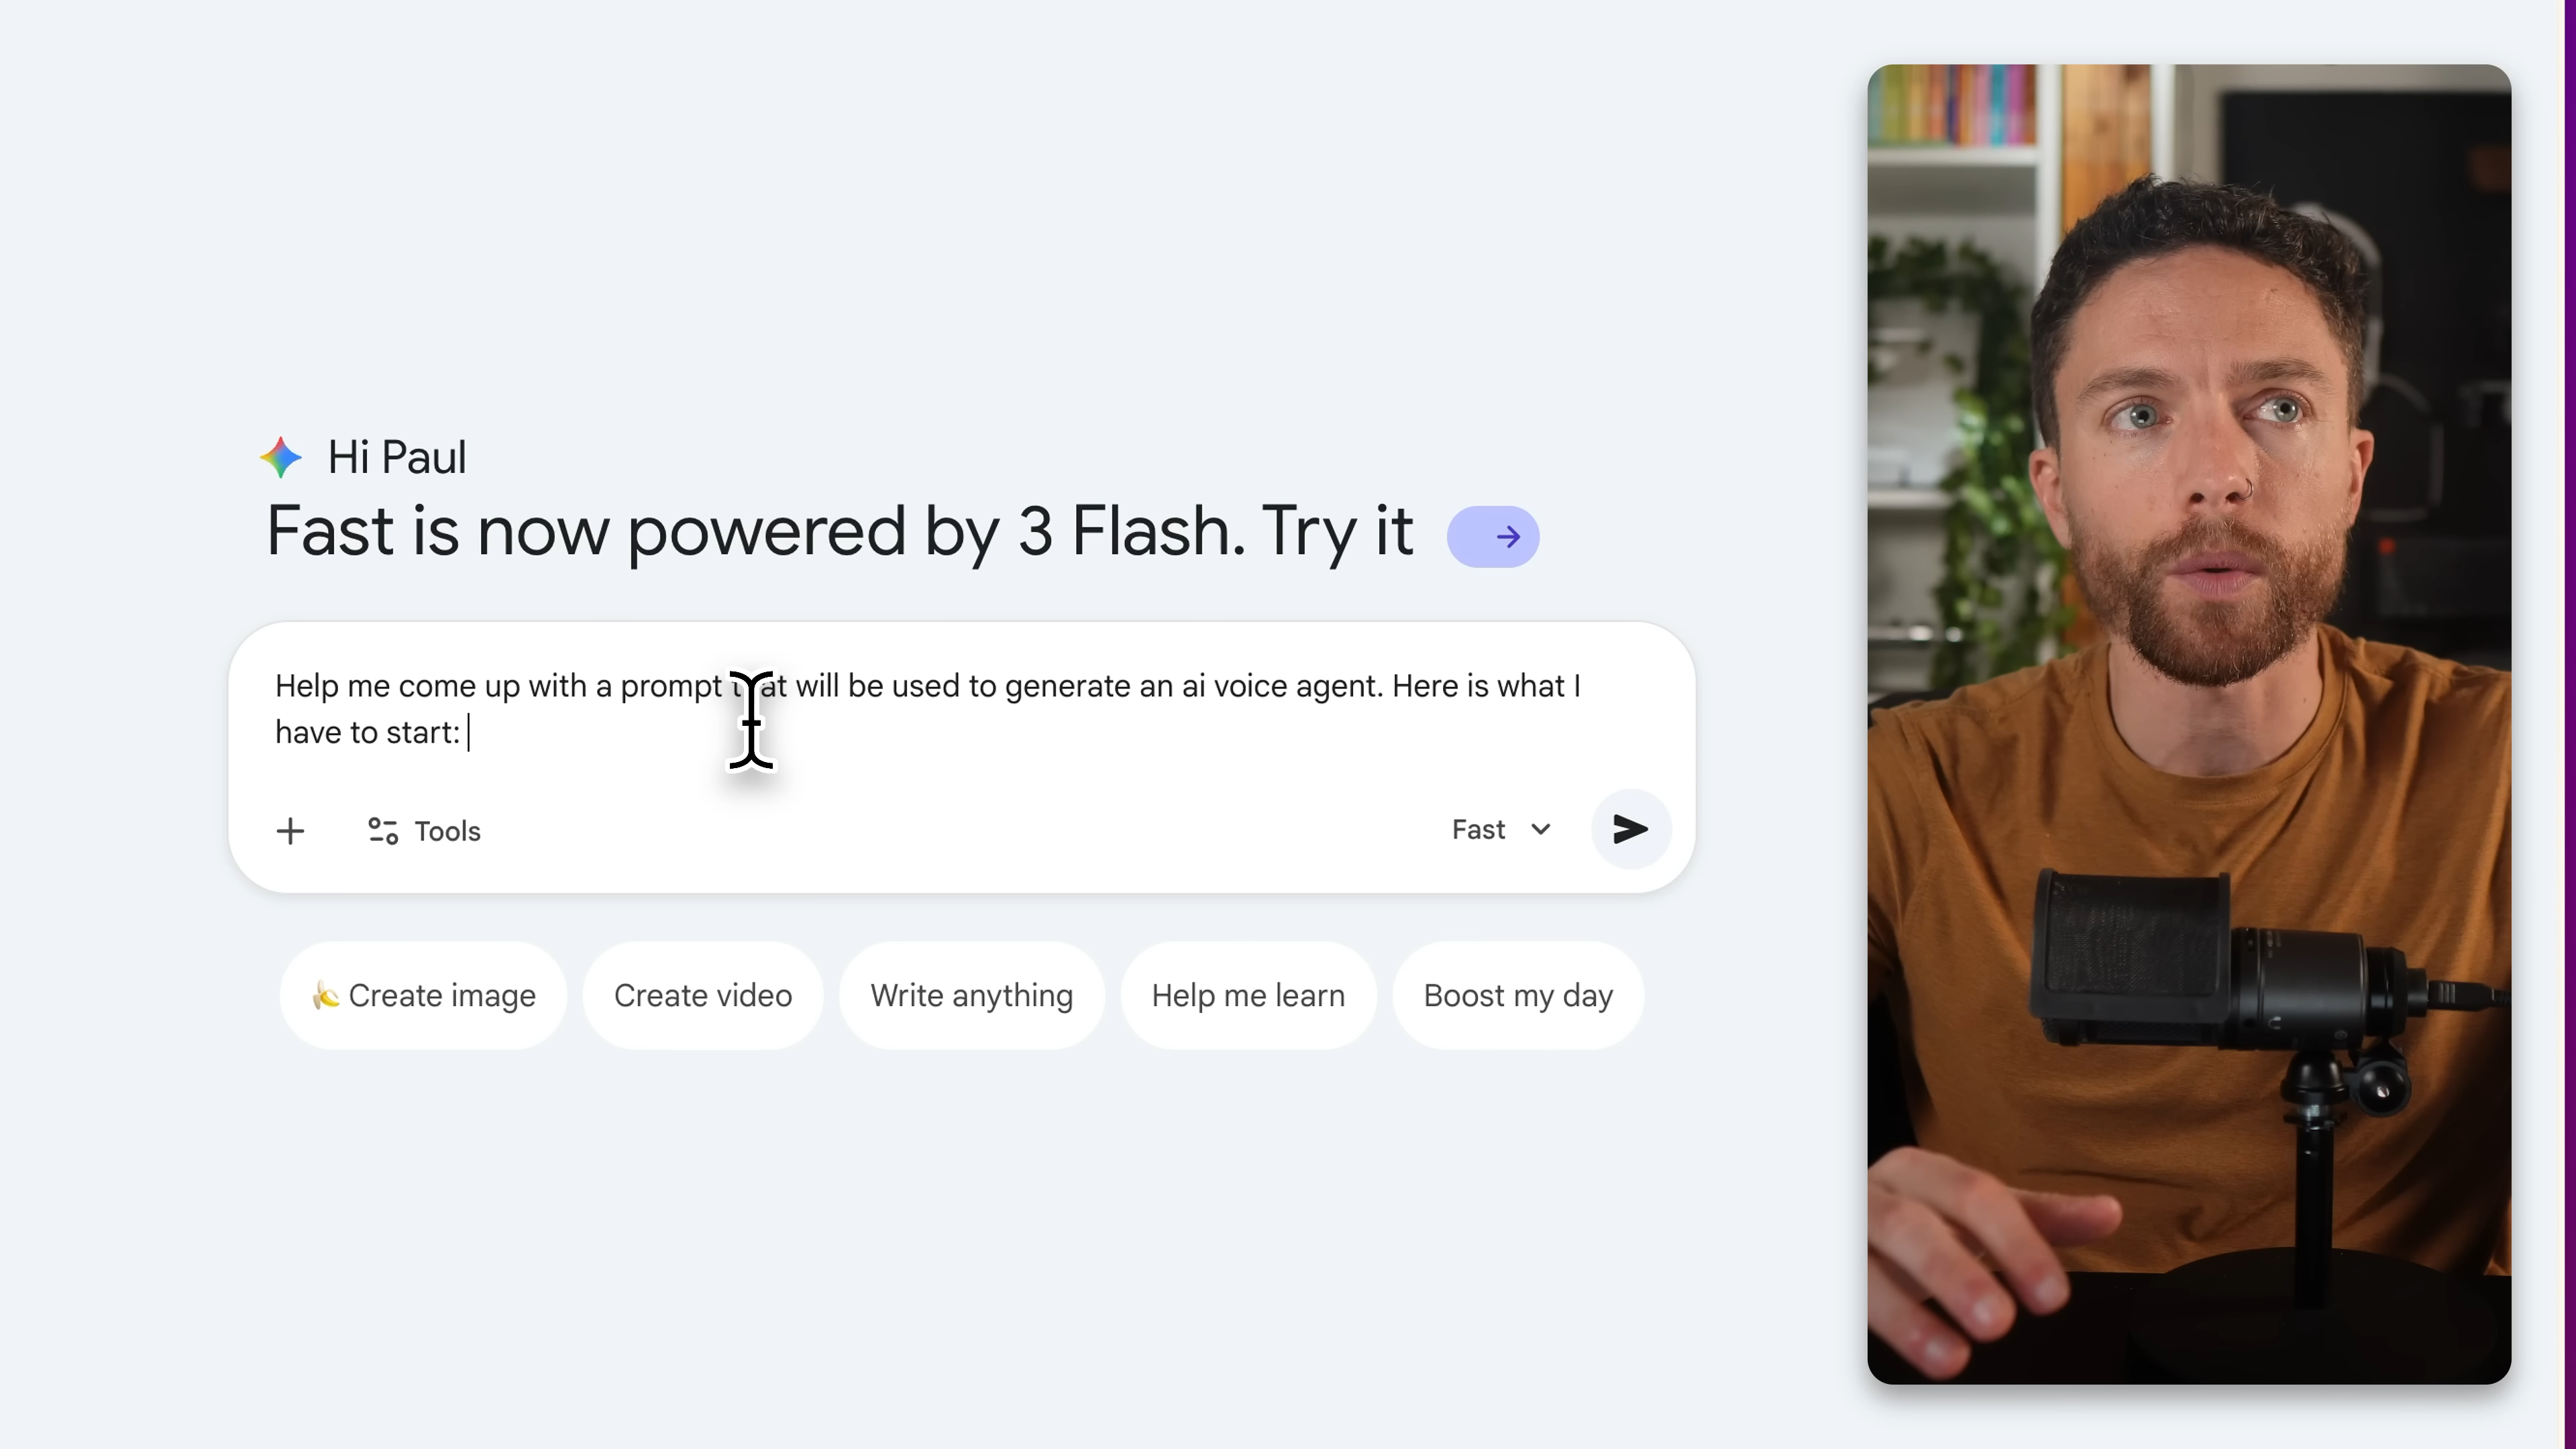 Hi Paul
Fast is now powered by 3 Flash. Try it
Help me come up with a prompt that will be used to generate an ai voice agent. Here is what I
have to start:
Tools
Fast
Create image
Create video
Write anything
Help me learn
Boost my day